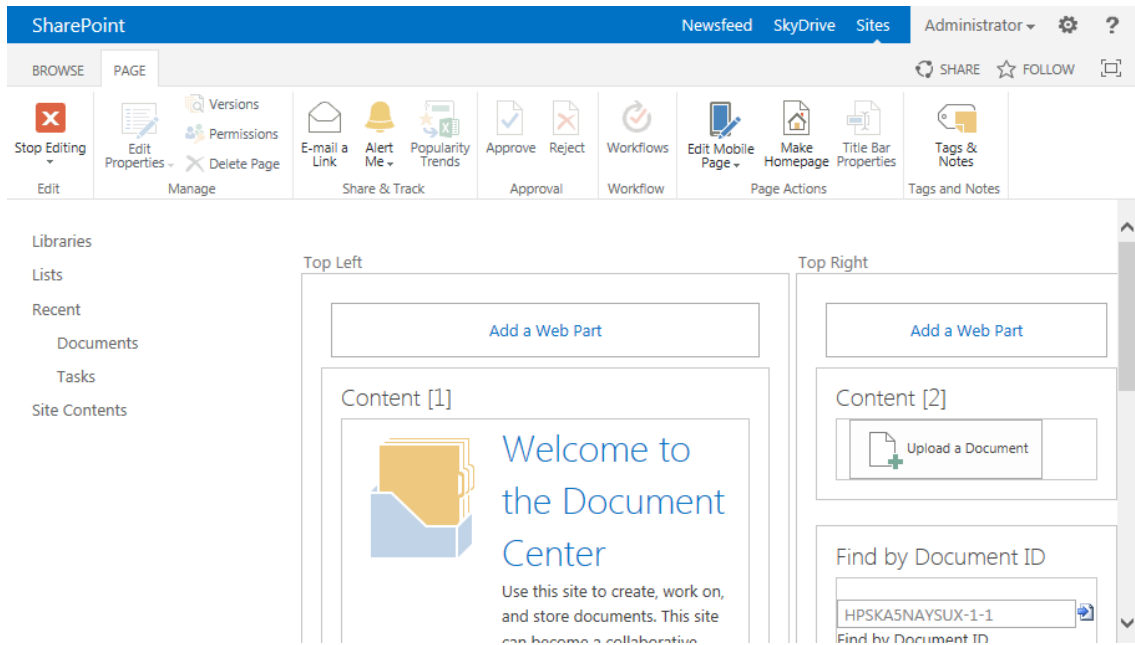 SharePoint Newsfeed SkyDrive Sites Administrator ?
BROWSE PAGE SHARE FOLLOW
Stop Editing
Edit
Edit
Properties
Versions
Permissions
Delete Page
Manage
E-mail a
Link
Alert
Me
Popularity
Trends
Share & Track
Approve Reject
Approval
Workflows
Workflow
Edit Mobile
Page
Make
Homepage
Title Bar
Properties
Page Actions
Tags &
Notes
Tags and Notes
Libraries
Lists
Recent
Documents
Tasks
Site Contents
Top Left
Add a Web Part
Content [1]
Welcome to
the Document
Center
Use this site to create, work on,
and store documents. This site
can become a collaborative
Top Right
Add a Web Part
Content [2]
Upload a Document
Find by Document ID
HPSKA5NAYSUX-1-1
Find by Document ID